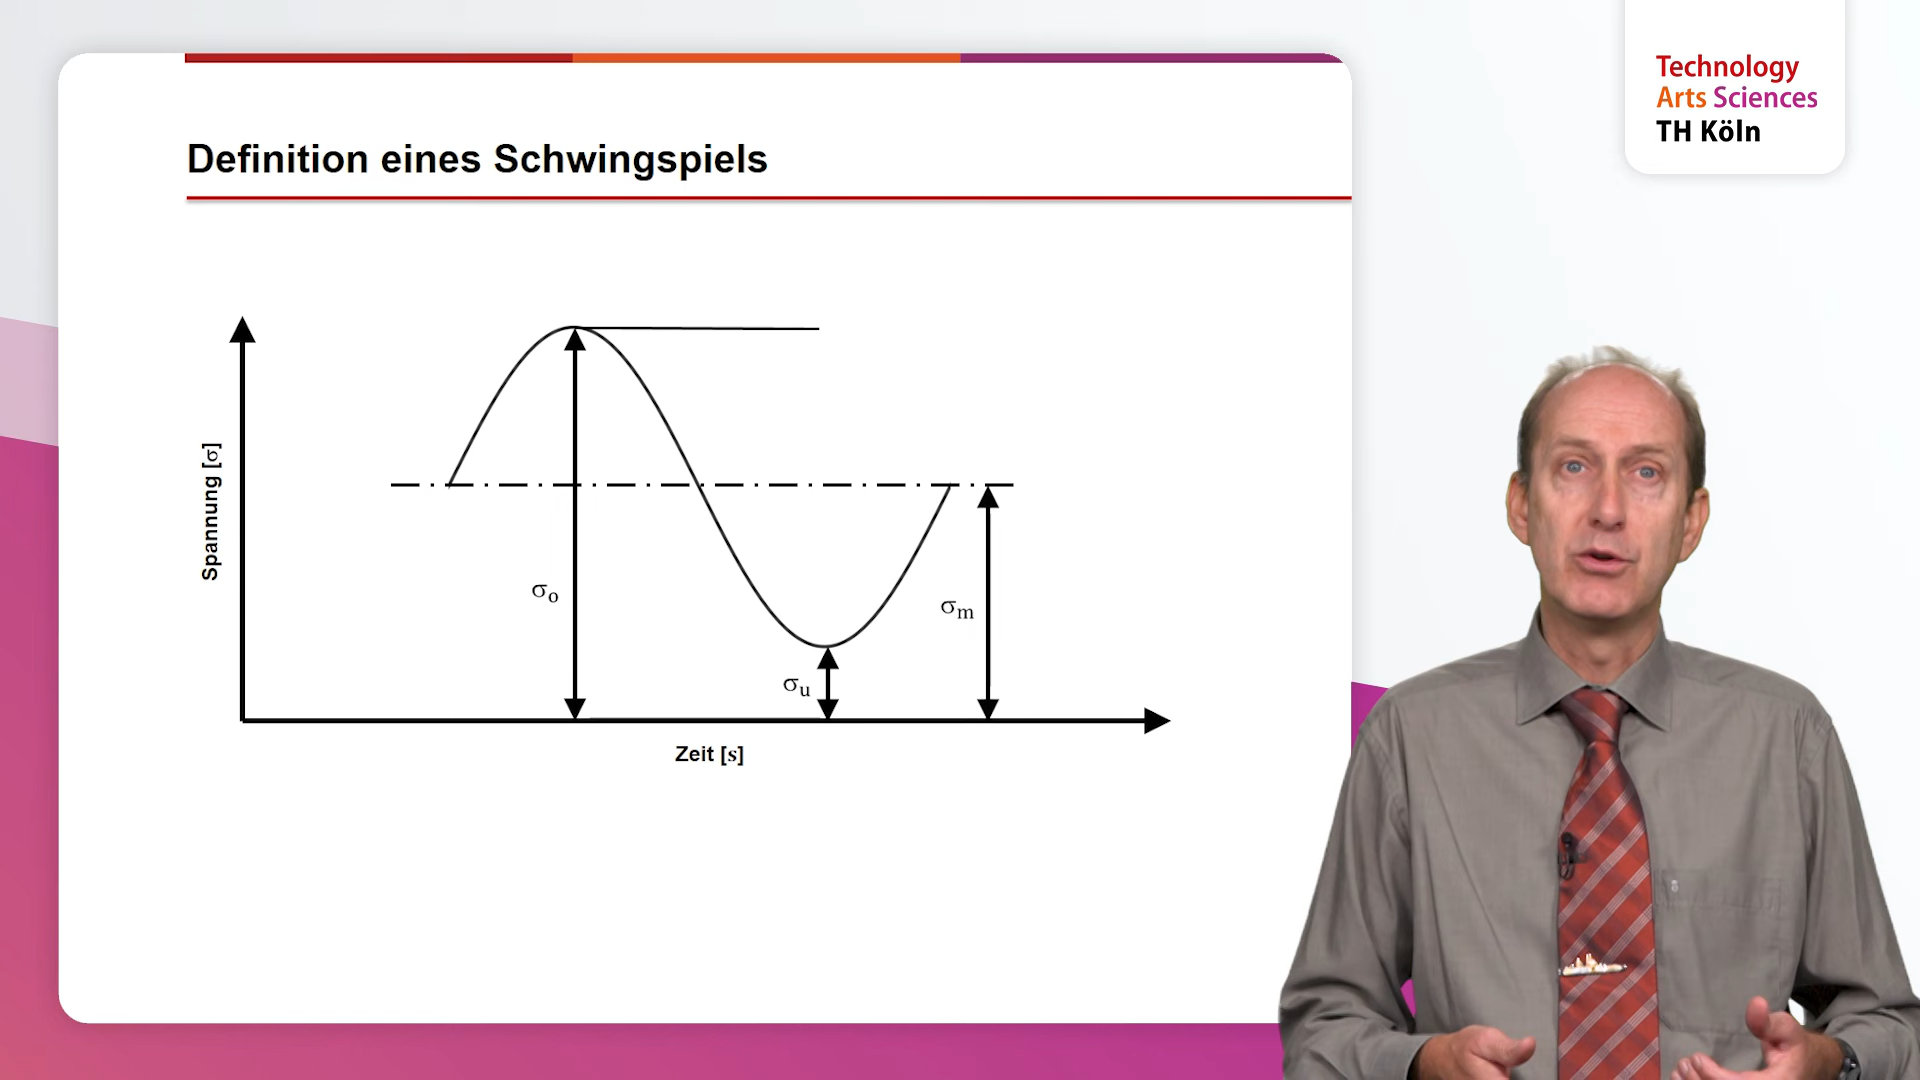 Technology
Arts Sciences
TH Köln
Definition eines Schwingspiels
Spannung [σ]
σo
σm
σu
Zeit [s]